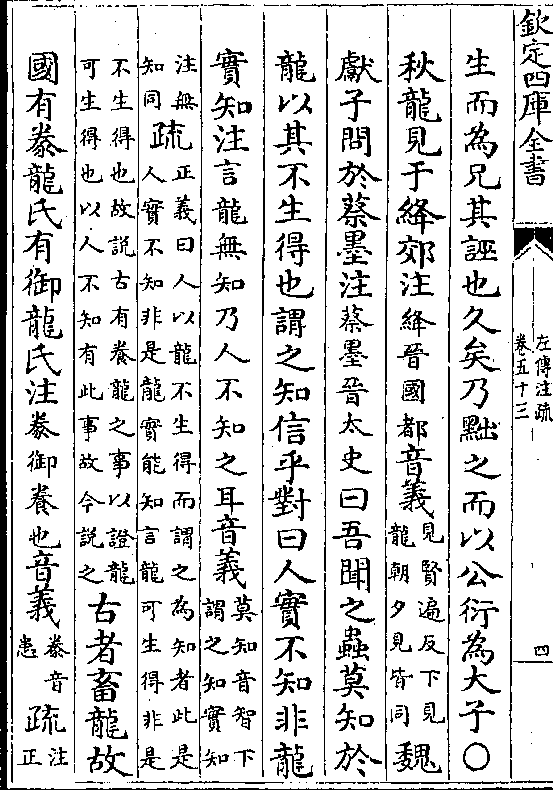 欽定四庫全書
左傳注疏
卷五十三
四
生而為兄其誣也久矣乃黜之而以公衍為大子〇
秋龍見于絳郊注絳晉國都音義見賢遍反下見龍朝夕見皆同魏
獻子問於蔡墨注蔡墨晉太史曰吾聞之蟲莫知於
龍以其不生得也謂之知信乎對曰人實不知非龍
實知注言龍無知乃人不知之耳音義莫知音智下謂之知實知
注無知同疏正義曰人以龍不生得而謂之為知者此是人實不知非是龍實能知言龍可生得非是
不生得也故説古有養龍之事以證龍可生得也以人不知有此事故今説之古者畜龍故
國有豢龍氏有御龍氏注豢御養也音義豢音患疏注正